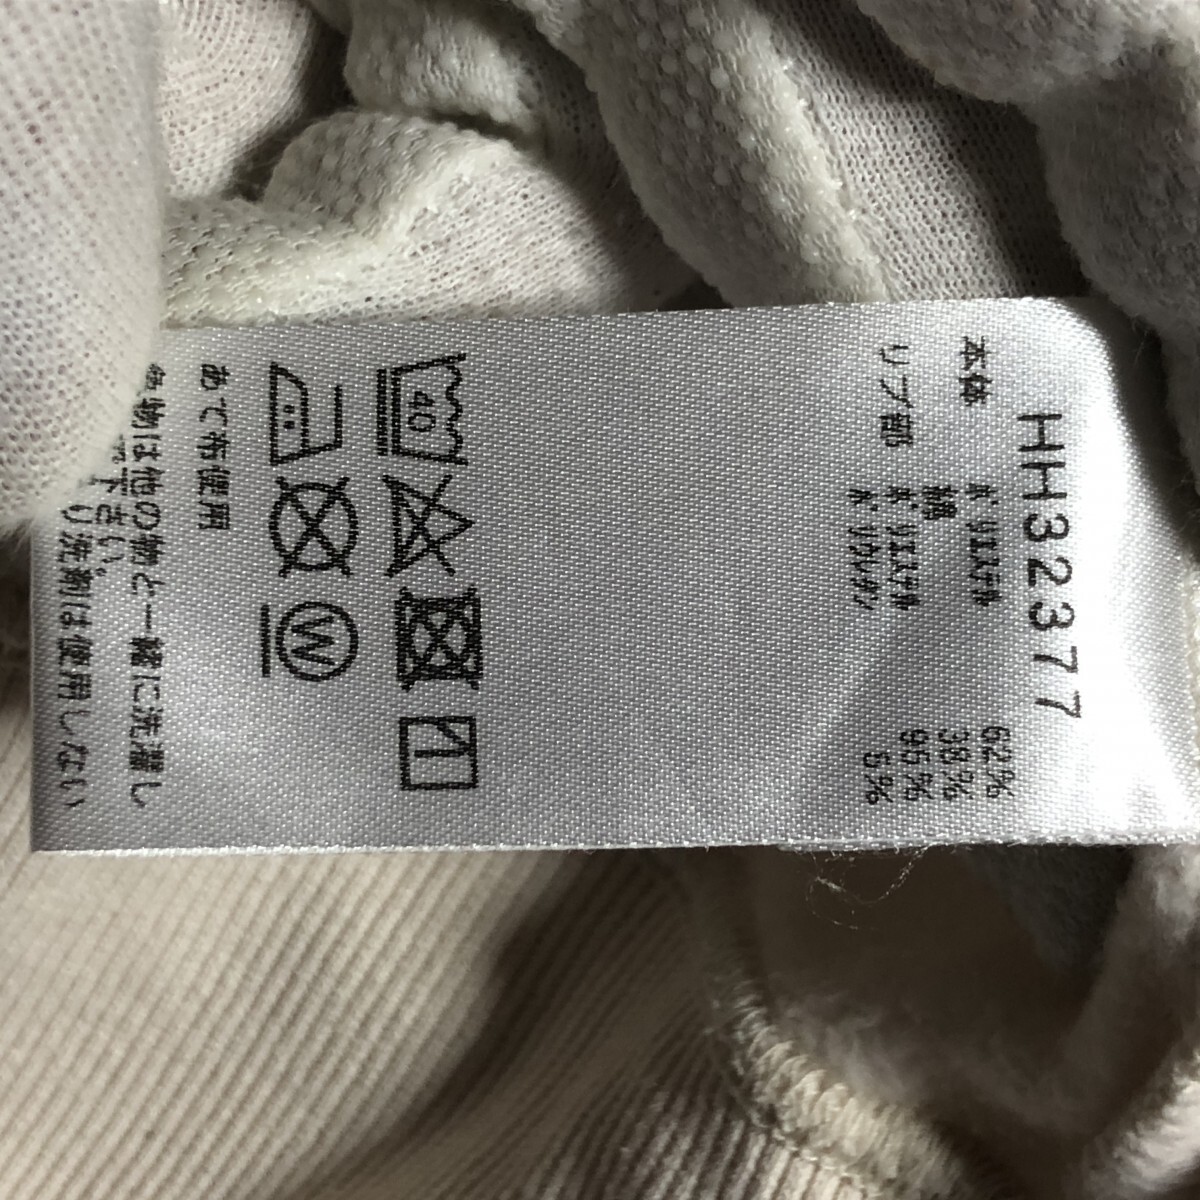 HH32377
本体 ポリエステル 62%
綿 38%
リブ部 ポリエステル 95%
ポリウレタン 5%
40
W
あて布使用
色物は他の物と一緒に洗濯し
下さい。
り洗剤は使用しない